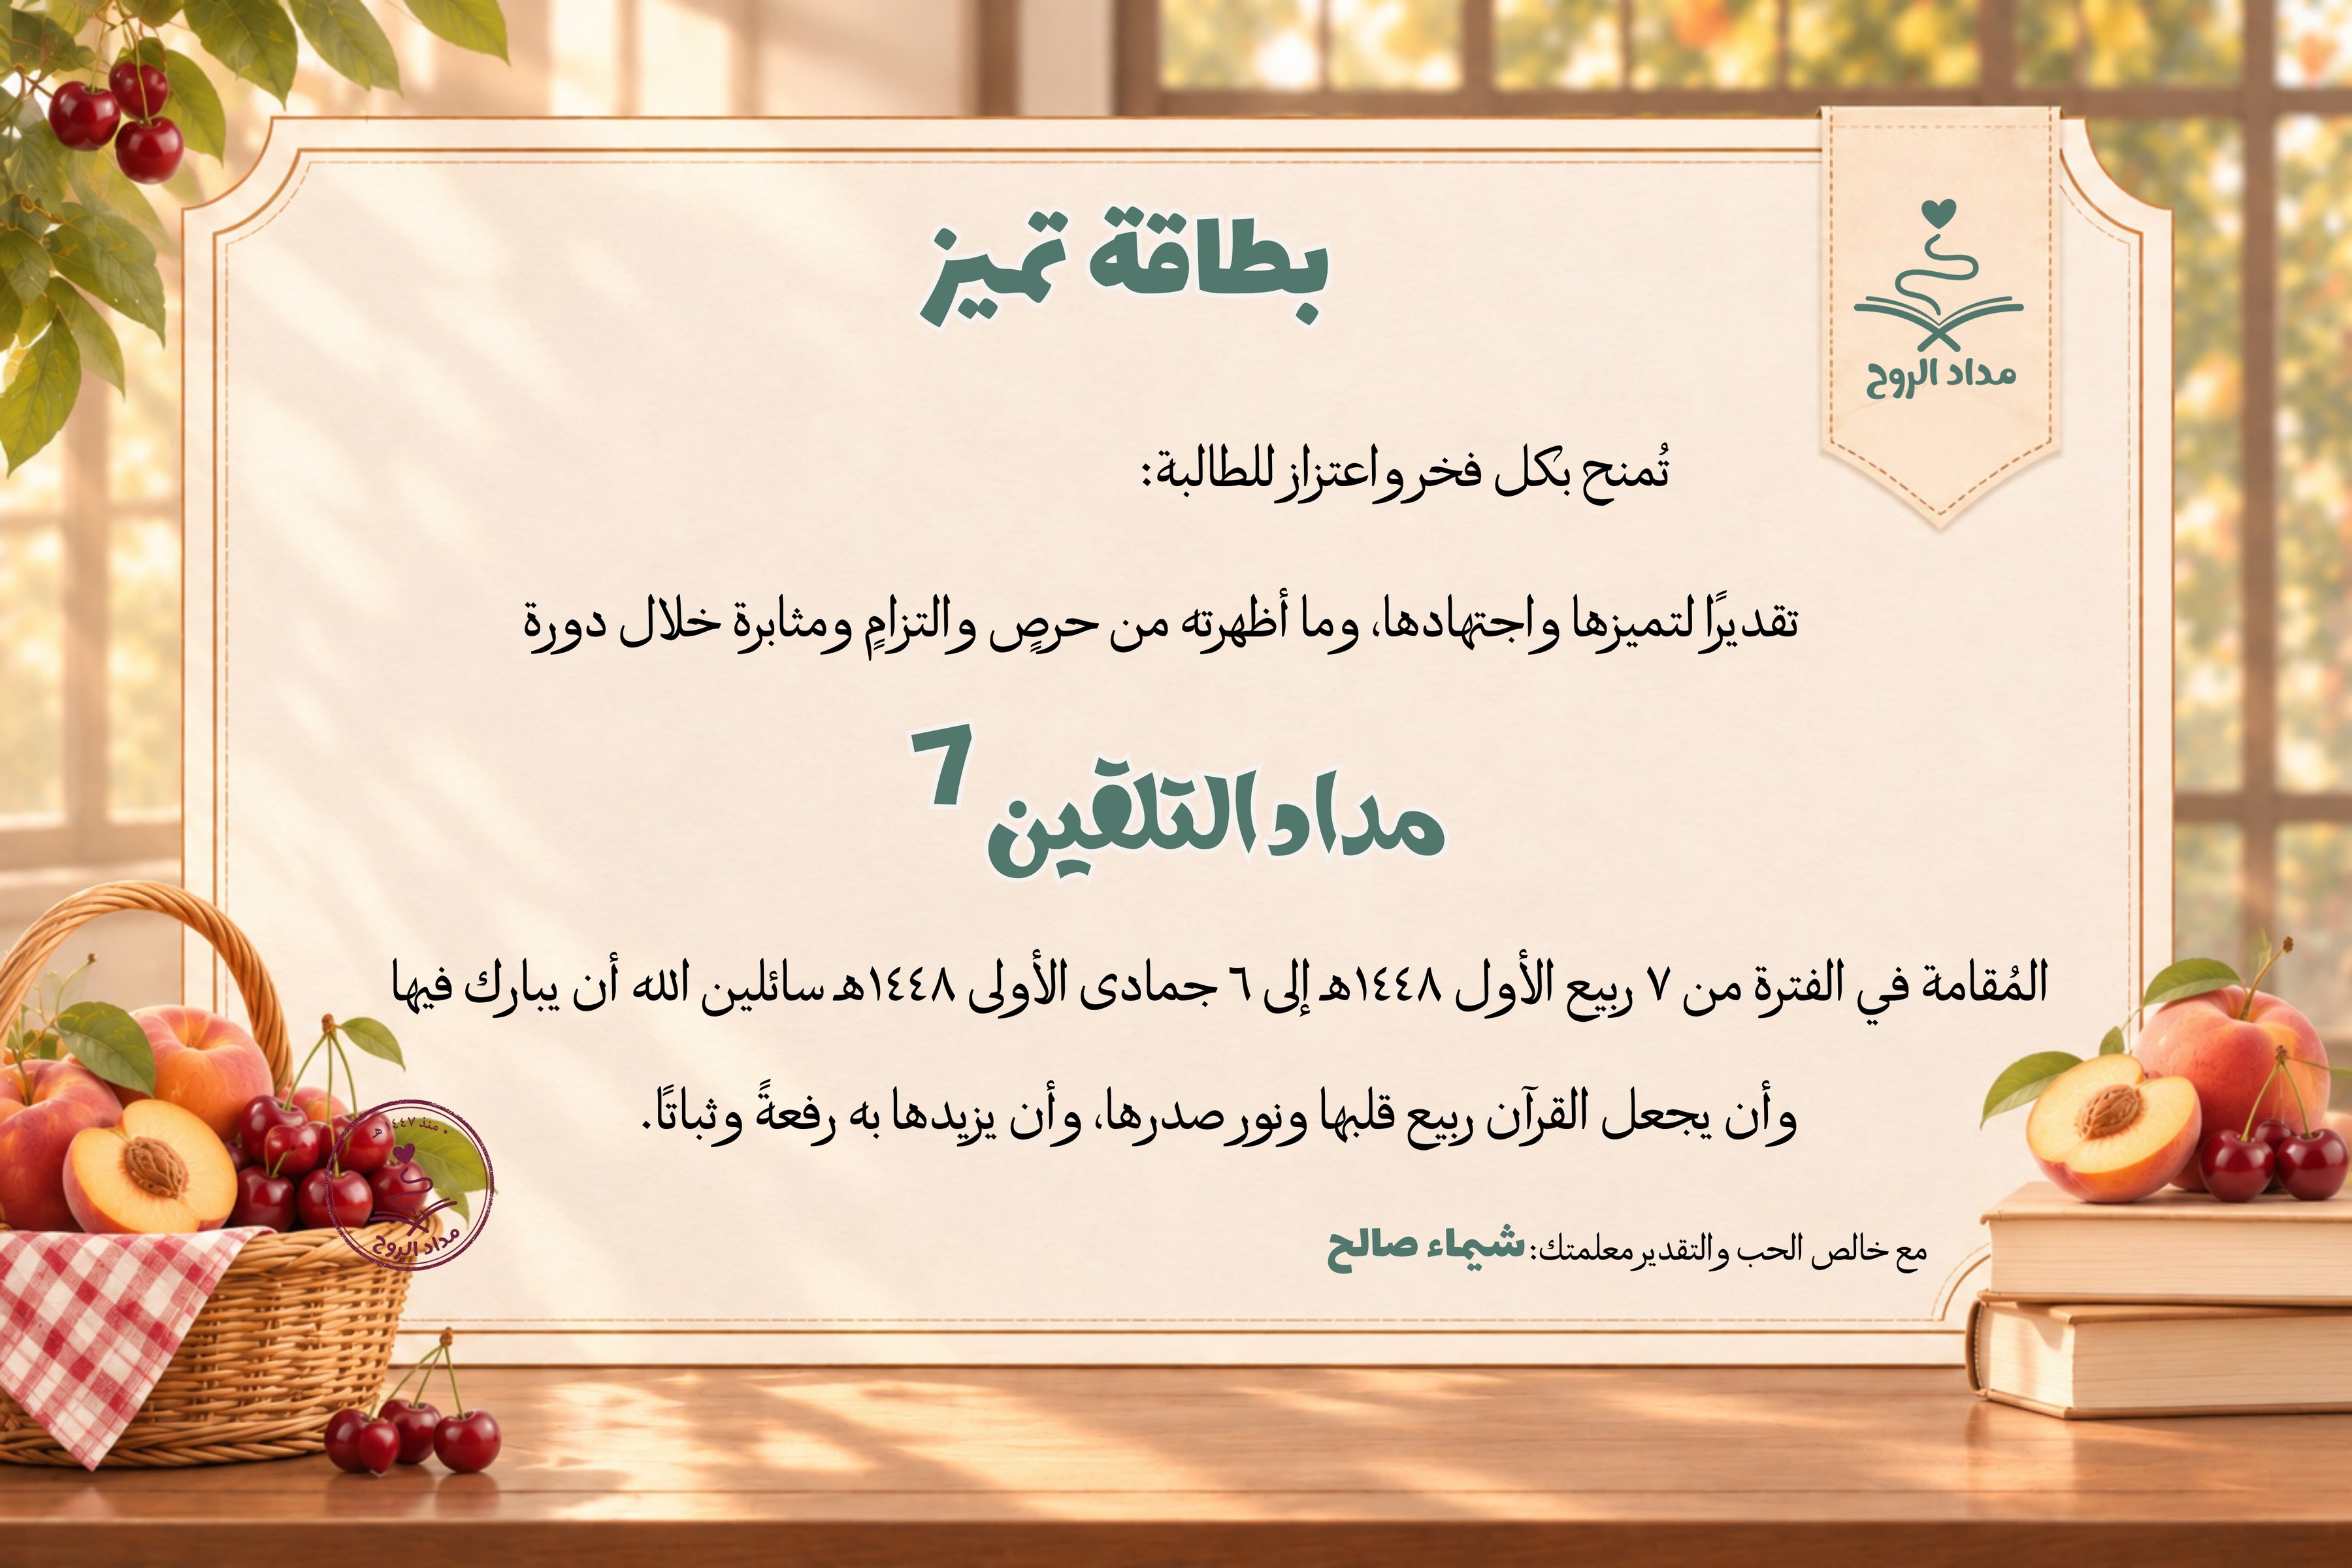 بطاقة تميز
مداد الروح
تُمنح بكل فخر واعتزاز للطالبة:
تقديرًا لتميزها واجتهادها، وما أظهرته من حرصٍ والتزامٍ ومثابرة خلال دورة
مداد التلقين 7
المُقامة في الفترة من ٧ ربيع الأول ١٤٤٨هـ إلى ٦ جمادى الأولى ١٤٤٨هـ سائلين الله أن يبارك فيها
وأن يجعل القرآن ربيع قلبها ونور صدرها، وأن يزيدها به رفعةً وثباتًا.
مع خالص الحب والتقدير معلمتك: شيماء صالح
منذ ١٤٤٧ هـ
مداد الروح